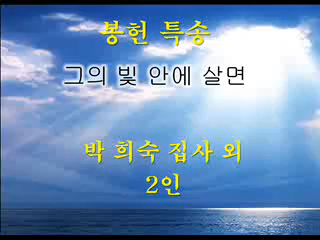 봉헌 특송
그의 빛 안에 살면
박 희숙 집사 외
2인